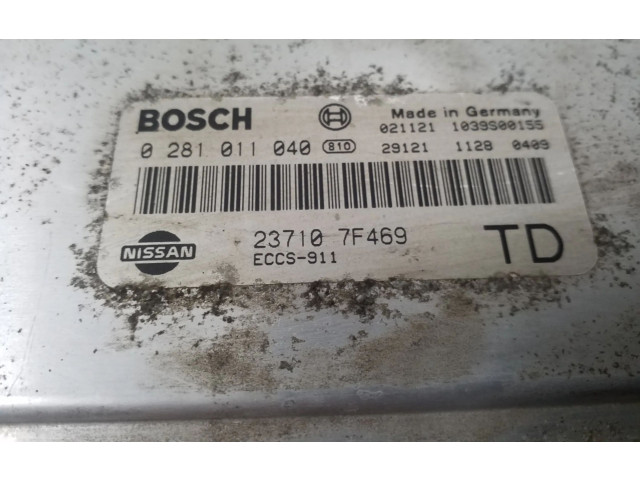 BOSCH Made in Germany
021121 1039S00155
0 281 011 040 810 29121 1128 0409
NISSAN 23710 7F469 TD
ECCS-911